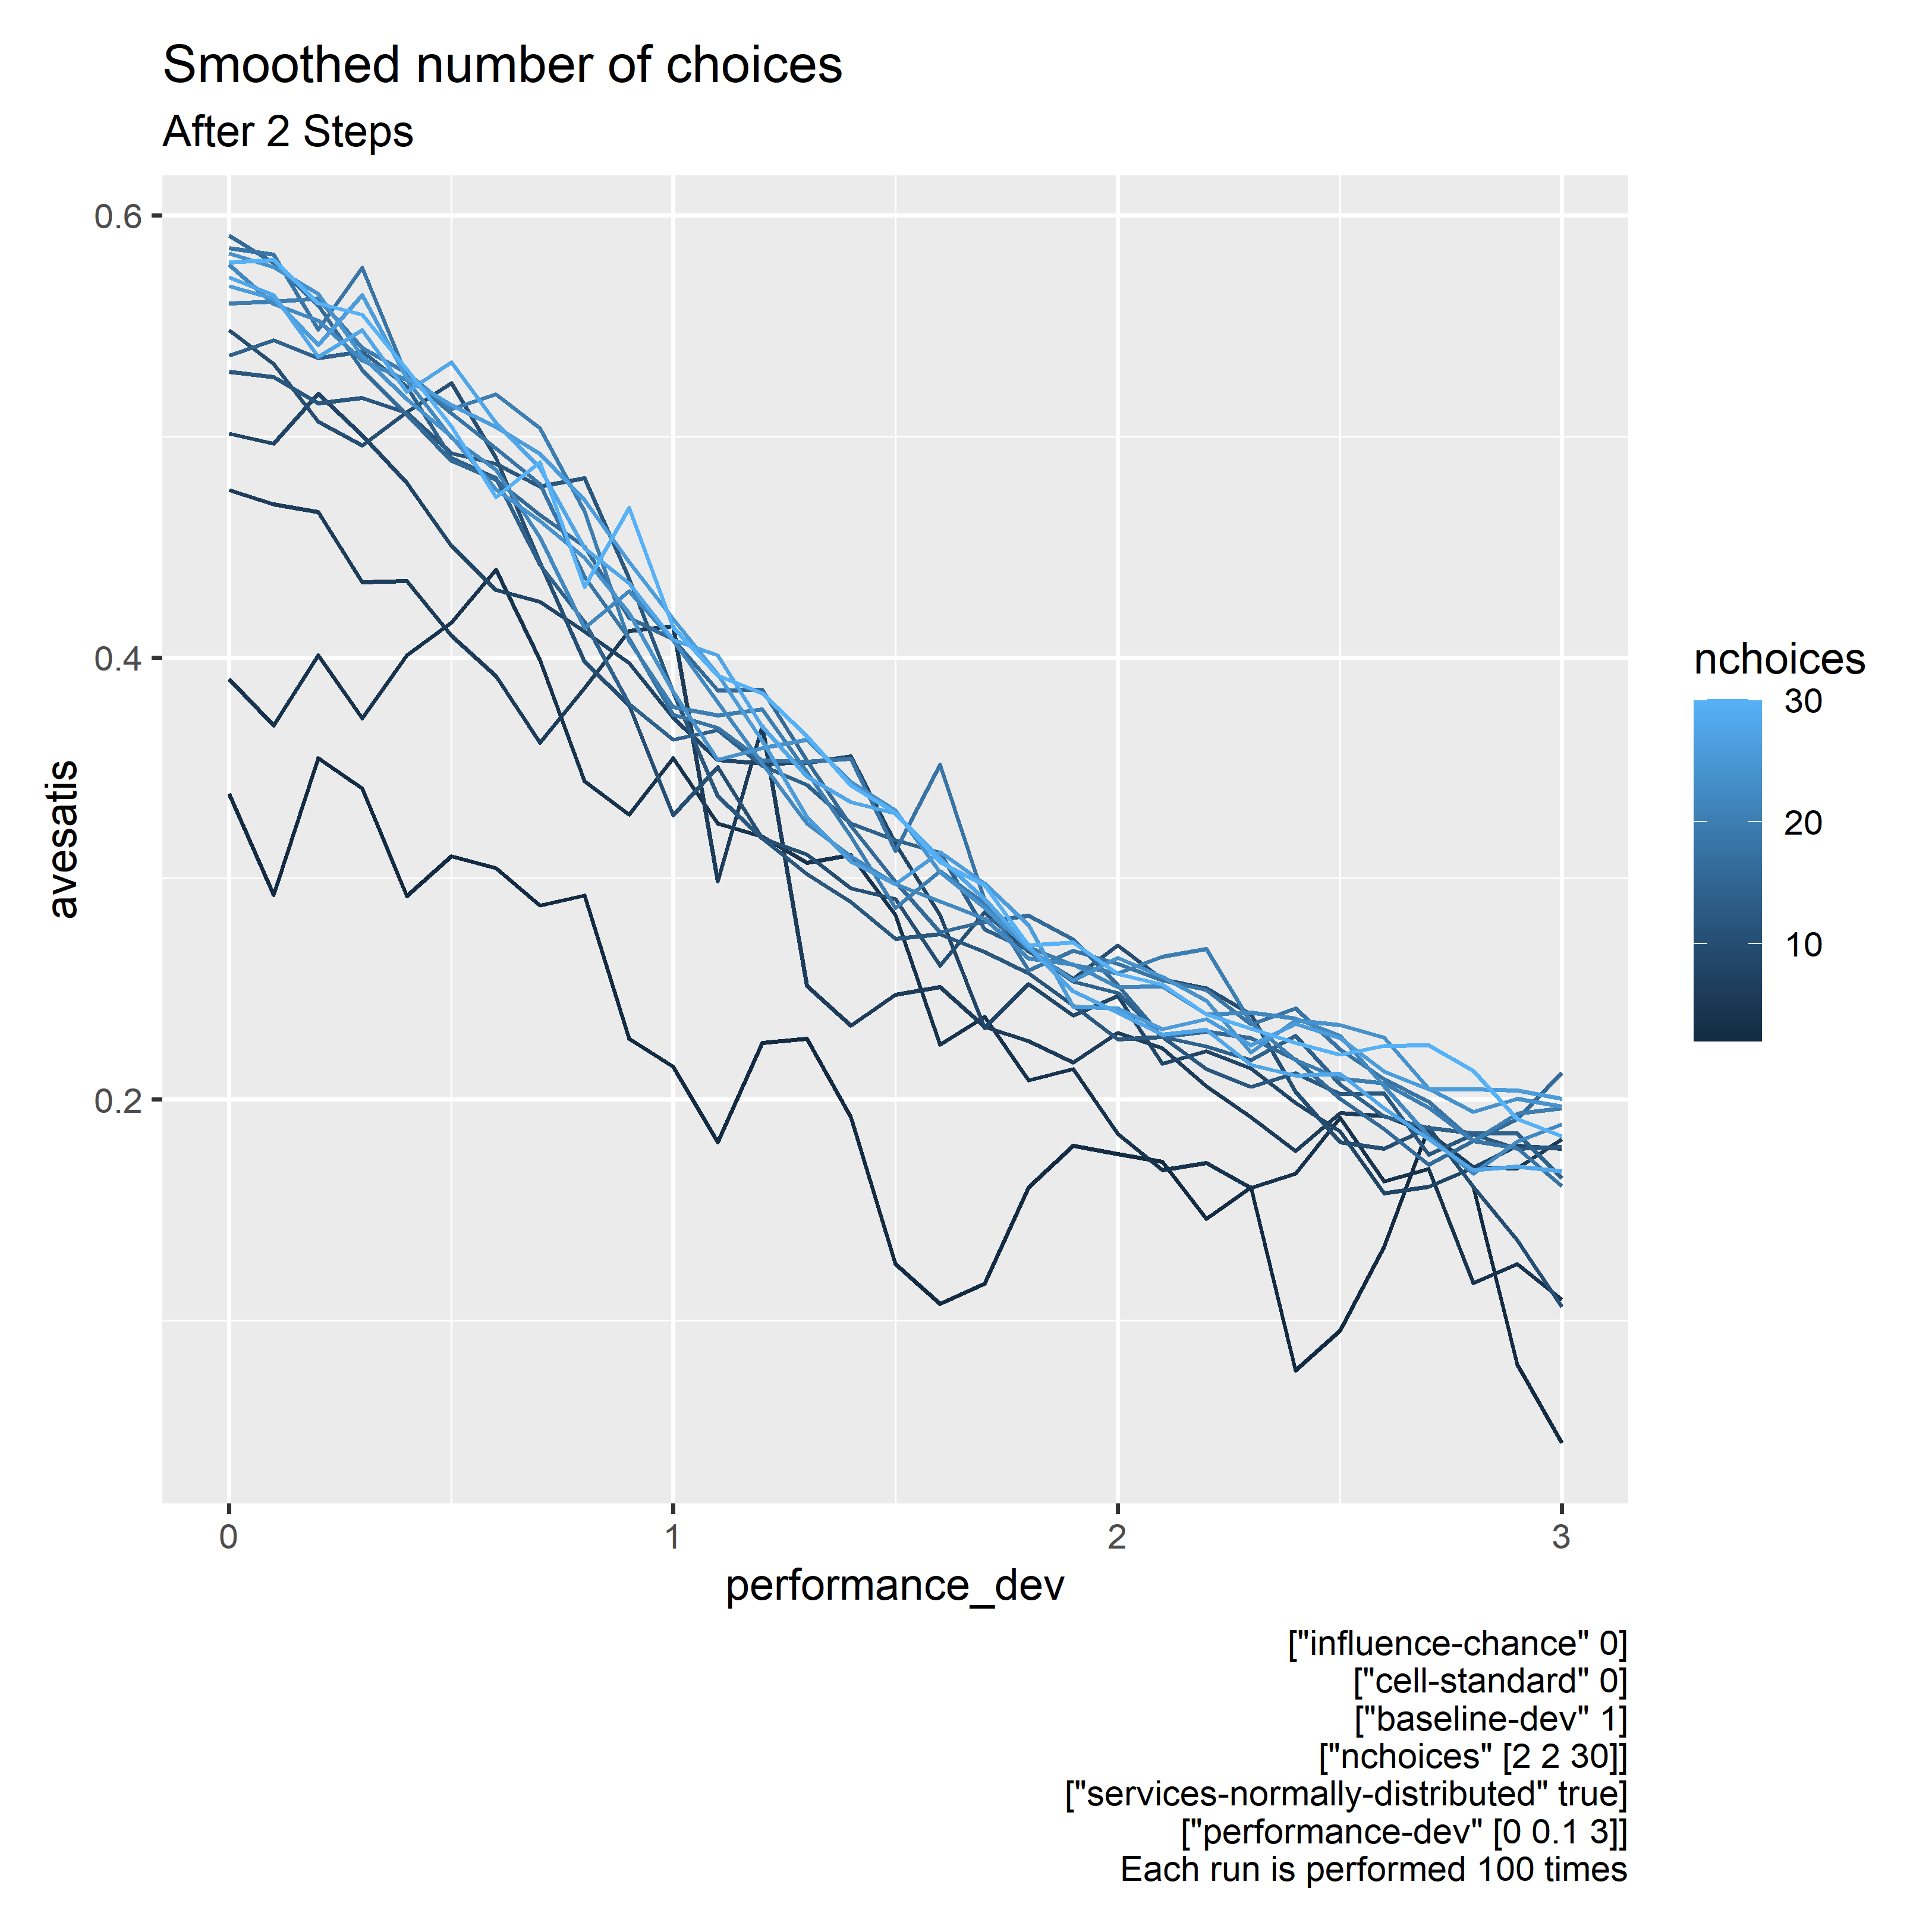 Smoothed number of choices
After 2 Steps
0.6
0.4
0.2
avesatis
0
1
2
3
performance_dev
nchoices
30
20
10
["influence-chance" 0]
["cell-standard" 0]
["baseline-dev" 1]
["nchoices" [2 2 30]]
["services-normally-distributed" true]
["performance-dev" [0 0.1 3]]
Each run is performed 100 times